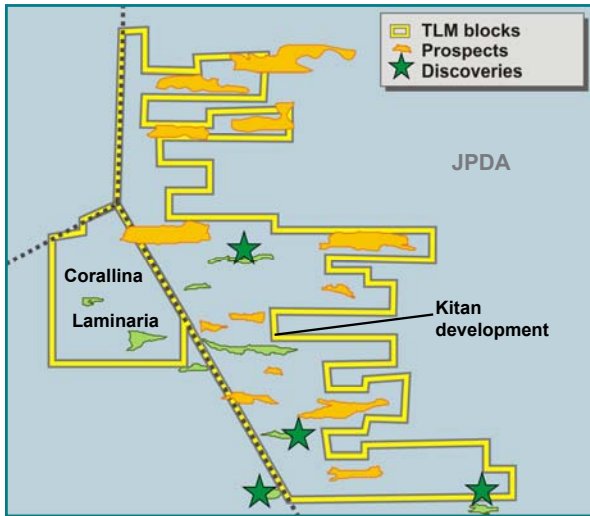 TLM blocks
Prospects
Discoveries
JPDA
Corallina
Laminaria
Kitan
development